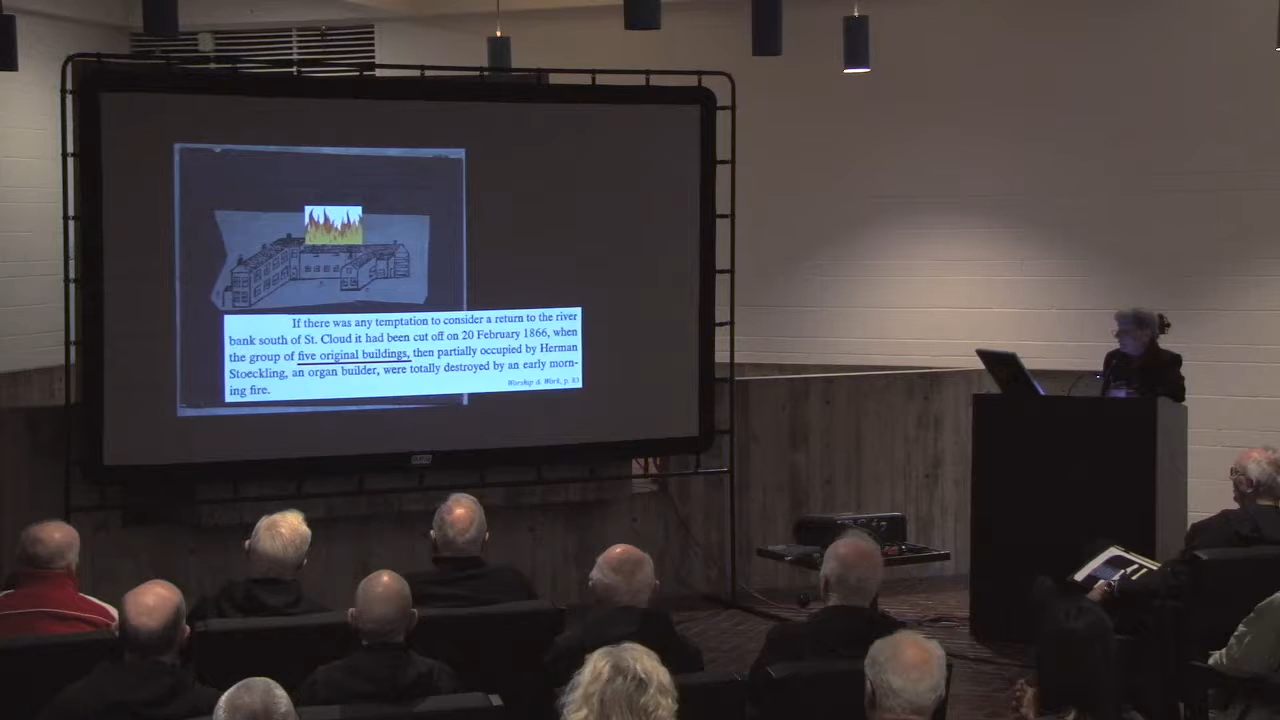 If there was any temptation to consider a return to the river
bank south of St. Cloud it had been cut off on 20 February 1866, when
the group of five original buildings, then partially occupied by Herman
Stoeckling, an organ builder, were totally destroyed by an early morn-
ing fire.
Worship & Work, p. 83